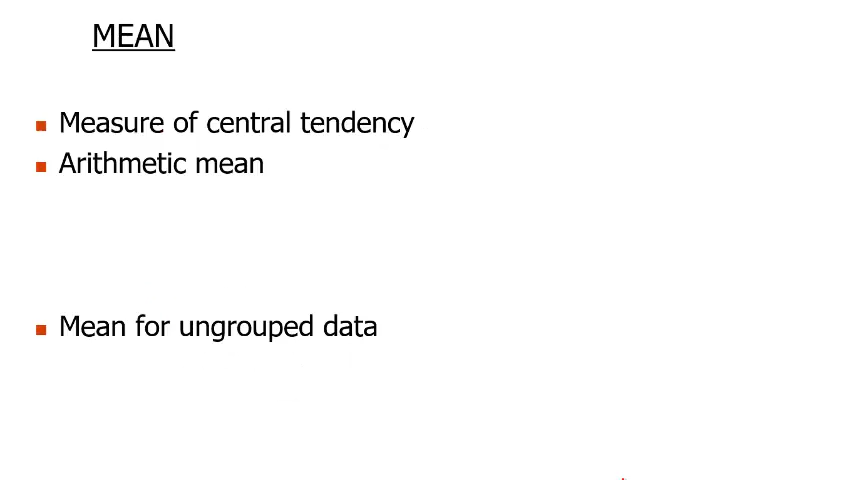 MEAN
Measure of central tendency
Arithmetic mean
Mean for ungrouped data